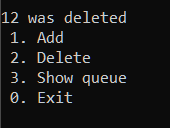 12 was deleted
1. Add
2. Delete
3. Show queue
0. Exit